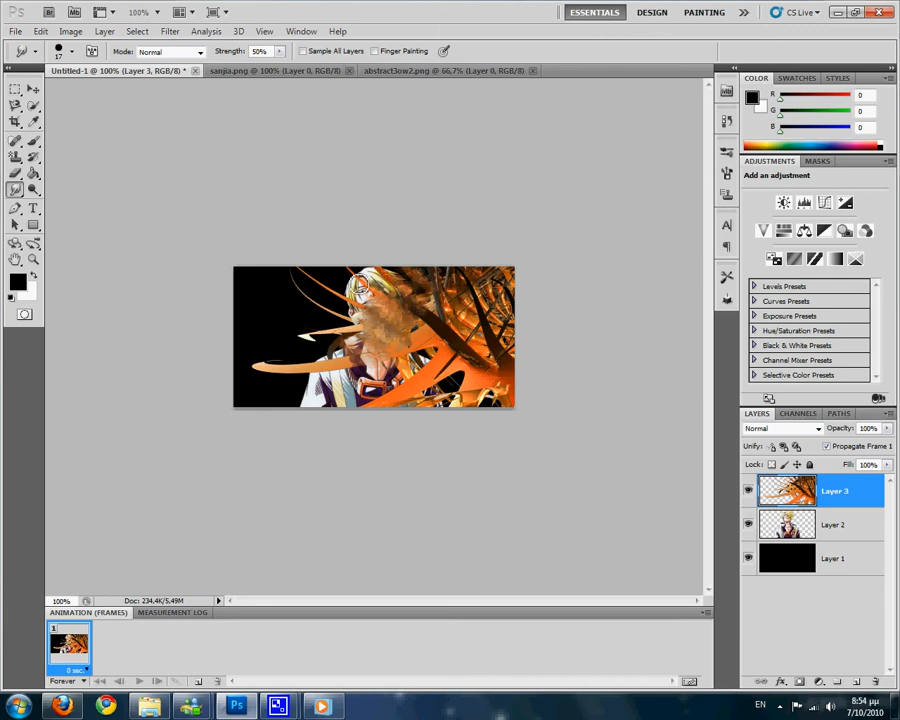 Ps Br Mb 100% ESSENTIALS DESIGN PAINTING CS Live
File Edit Image Layer Select Filter Analysis 3D View Window Help
17 Mode: Normal Strength: 50% Sample All Layers Finger Painting
Untitled-1 @ 100% (Layer 3, RGB/8) * sanjia.png @ 100% (Layer 0, RGB/8) abstract3ow2.png @ 66,7% (Layer 0, RGB/8)
COLOR SWATCHES STYLES
R 0
G 0
B 0
ADJUSTMENTS MASKS
Add an adjustment
Levels Presets
Curves Presets
Exposure Presets
Hue/Saturation Presets
Black & White Presets
Channel Mixer Presets
Selective Color Presets
LAYERS CHANNELS PATHS
Normal Opacity: 100%
Unify: Propagate Frame 1
Lock: Fill: 100%
Layer 3
Layer 2
Layer 1
100% Doc: 234,4K/5,49M
ANIMATION (FRAMES) MEASUREMENT LOG
1
0 sec.
Forever
Ps EN 8:54 μμ
7/10/2010